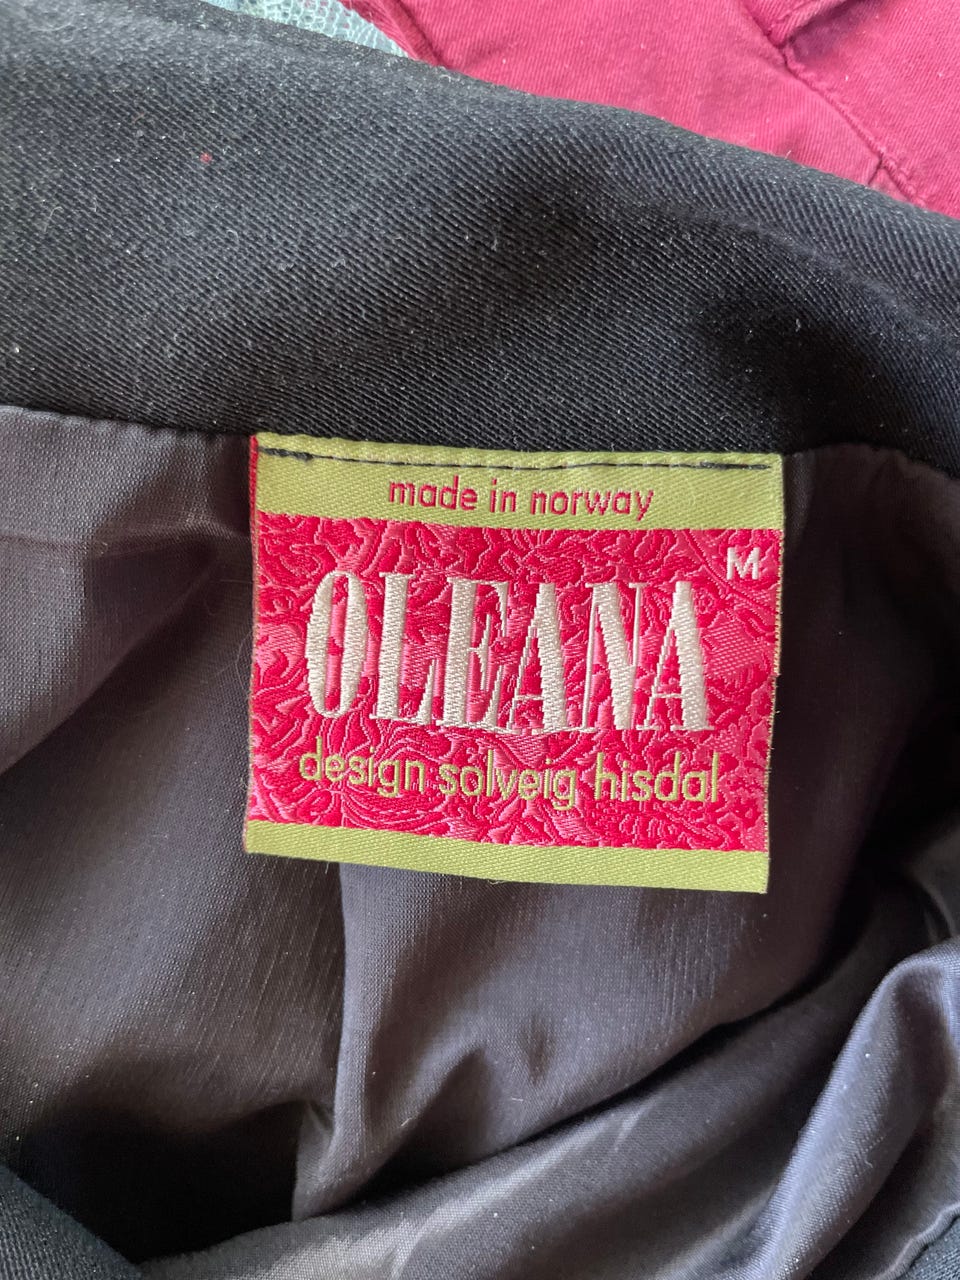 made in norway
M
OLEANA
design solveig hisdal